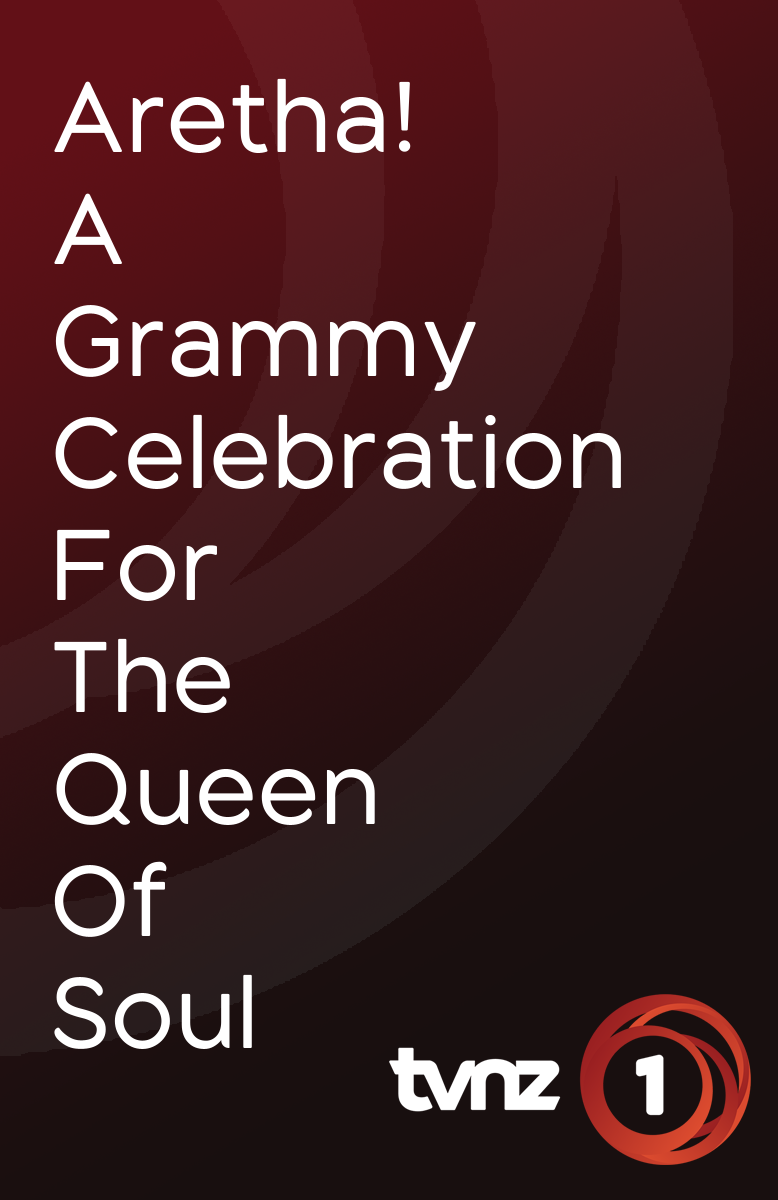 Aretha!
A
Grammy
Celebration
For
The
Queen
Of
Soul
tvnz 1